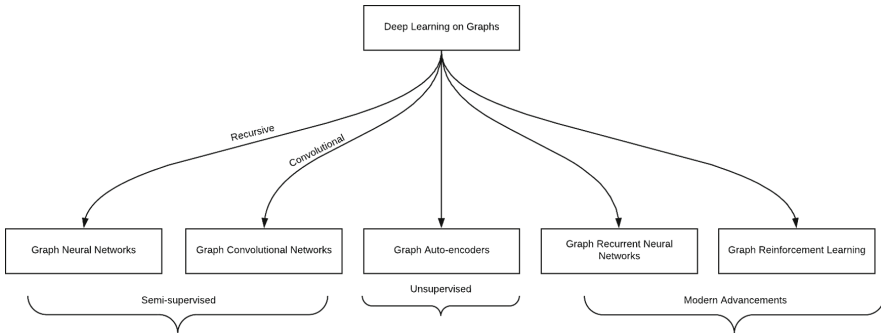 Deep Learning on Graphs
Recursive
Convolutional
Graph Neural Networks
Graph Convolutional Networks
Graph Auto-encoders
Graph Recurrent Neural
Networks
Graph Reinforcement Learning
Semi-supervised
Unsupervised
Modern Advancements